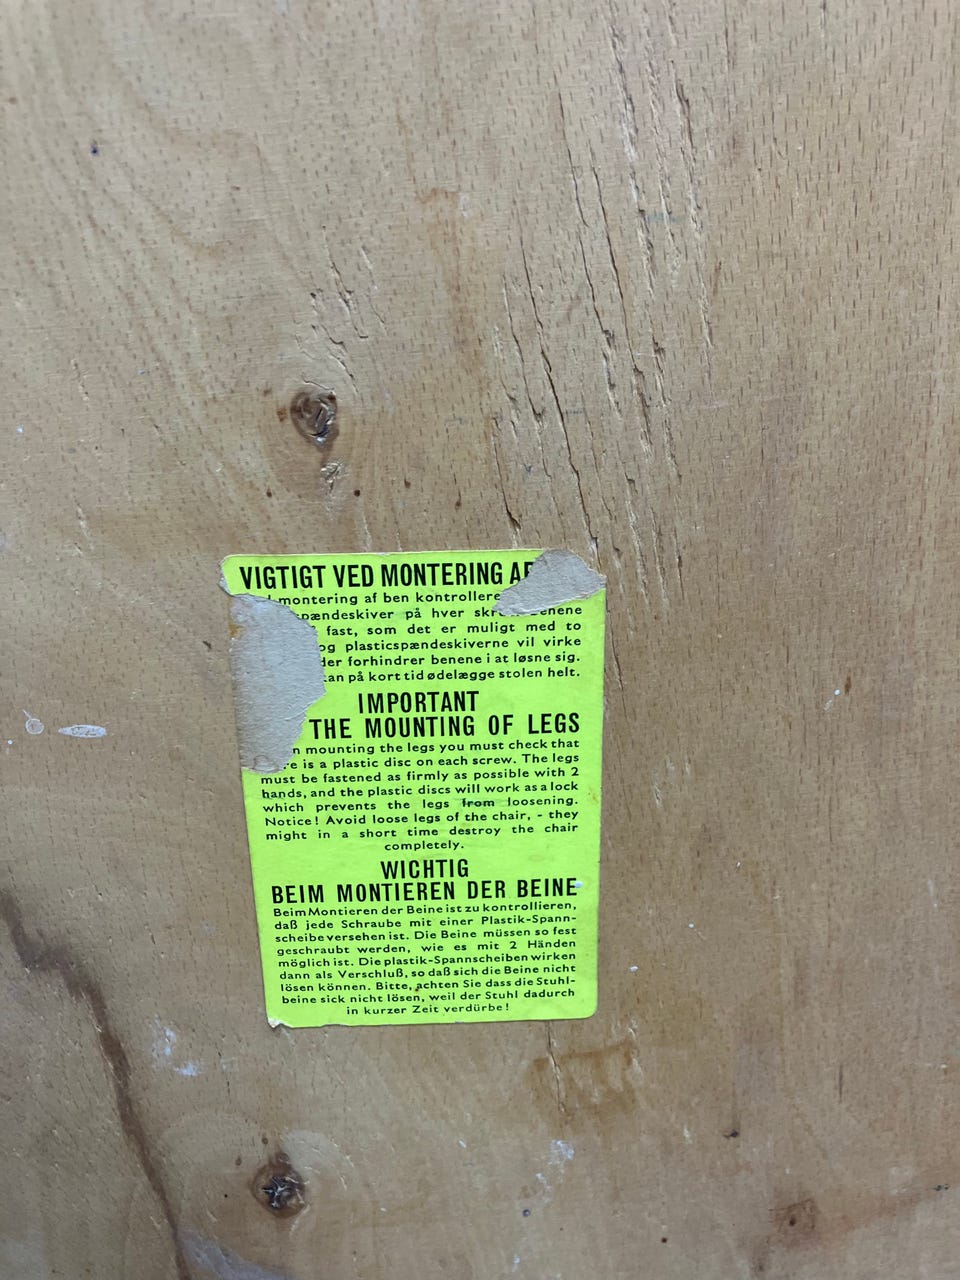 VIGTIGT VED MONTERING
montering af ben kontrollere
på hver
fast, som det er muligt med to
og plasticspændeskiverne vil virke
der forhindrer benene i at løsne sig.
på kort tid ødelægge stolen helt.
IMPORTANT
THE MOUNTING OF LEGS
mounting the legs you must check that
is a plastic disc on each screw. The legs
must be fastened as firmly as possible with 2
hands, and the plastic discs will work as a lock
which prevents the legs from loosening.
Notice! Avoid loose legs of the chair, - they
might in a short time destroy the chair
completely.
WICHTIG
BEIM MONTIEREN DER BEINE
Beim Montieren der Beine ist zu kontrollieren,
daß jede Schraube mit einer Plastik-Spann-
scheibe versehen ist. Die Beine müssen so fest
geschraubt werden, wie es mit 2 Händen
möglich ist. Die plastik-Spannscheiben wirken
dann als Verschluß, so daß sich die Beine nicht
lösen können. Bitte, achten Sie dass die Stuhl-
beine sick nicht lösen, weil der Stuhl dadurch
in kurzer Zeit verdürbe!